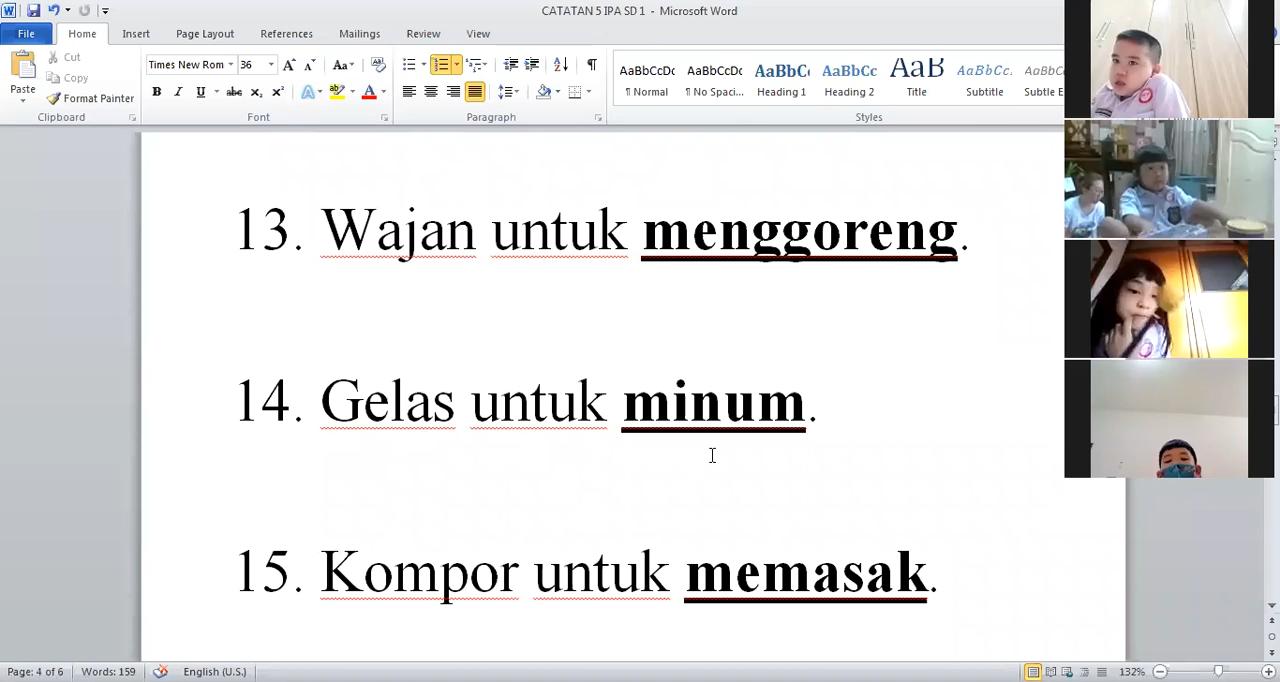 CATATAN 5 IPA SD 1 - Microsoft Word
File Home Insert Page Layout References Mailings Review View
Cut
Copy
Paste
Format Painter
Clipboard
Times New Rom 36
Font
Paragraph
AaBbCcDc AaBbCcDc AaBbC AaBbCc AaB AaBbCc.
¶ Normal ¶ No Spaci... Heading 1 Heading 2 Title Subtitle Subtle E
Styles
13. Wajan untuk menggoreng.
14. Gelas untuk minum.
15. Kompor untuk memasak.
Page: 4 of 6 Words: 159 English (U.S.) 132%